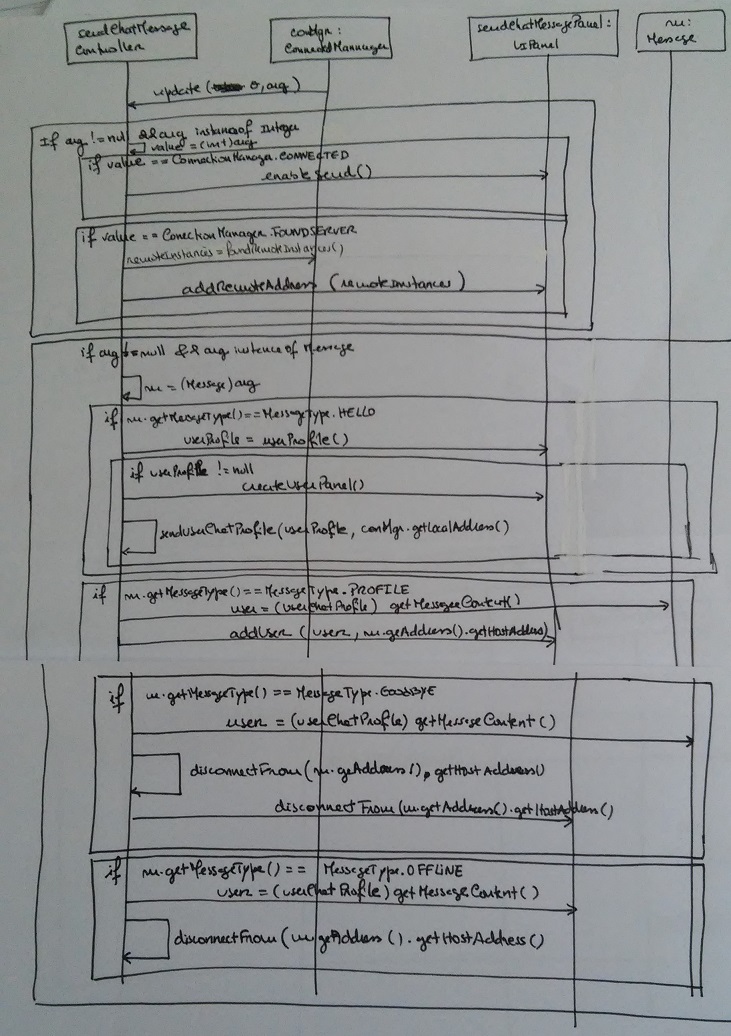 sendChatMessage
Controller
conMgr:
ConnectionManager
sendChatMessagePanel:
UIPanel
m:
Message
update ( o, arg)
If arg != null && arg instanceof Integer
value = (int) arg
if value == ConnectionManager.CONNECTED
enableSend()
if value == ConectionManager.FOUNDSERVER
remoteInstances = findRemoteInstances()
addRemoteAddress (remoteInstances)
if arg != null && arg instance of Message
m = (Message) arg
if m.getMessageType() == MessageType.HELLO
userProfile = userProfile()
if userProfile != null
createUserPanel()
senduserChatProfile(userProfile, conMgr.getLocalAddress()
if m.getMessageType() == MessageType.PROFILE
user = (userChatProfile) getMessageContent()
addUser (user, m.geAddress().getHostAddress)
if m.getMessageType() == MessageType.GOODBYE
user = (userChatProfile) getMessageContent()
disconnectFrom(m.geAddress(), getHostAddress()
disconnectFrom(m.getAddress().getHostAddress()
if m.getMessageType() == MessageType.OFFLINE
user = (userChatProfile) getMessageContent()
disconnectFrom(m.getAddress().getHostAddress()